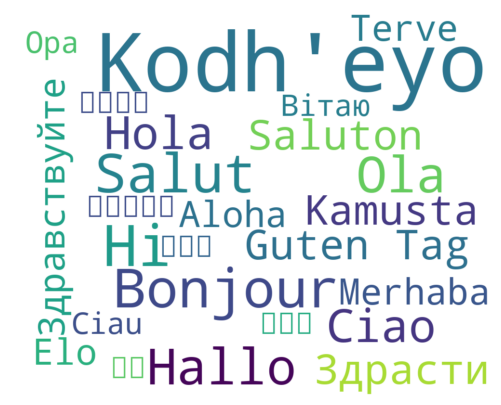 Terve
Opa
Kodh'eyo
Вітаю
Hola
Saluton
Salut
Ola
Здравствуйте
Aloha
Kamusta
Hi
Guten Tag
Bonjour
Merhaba
Ciau
Ciao
Elo
Hallo
Здрасти